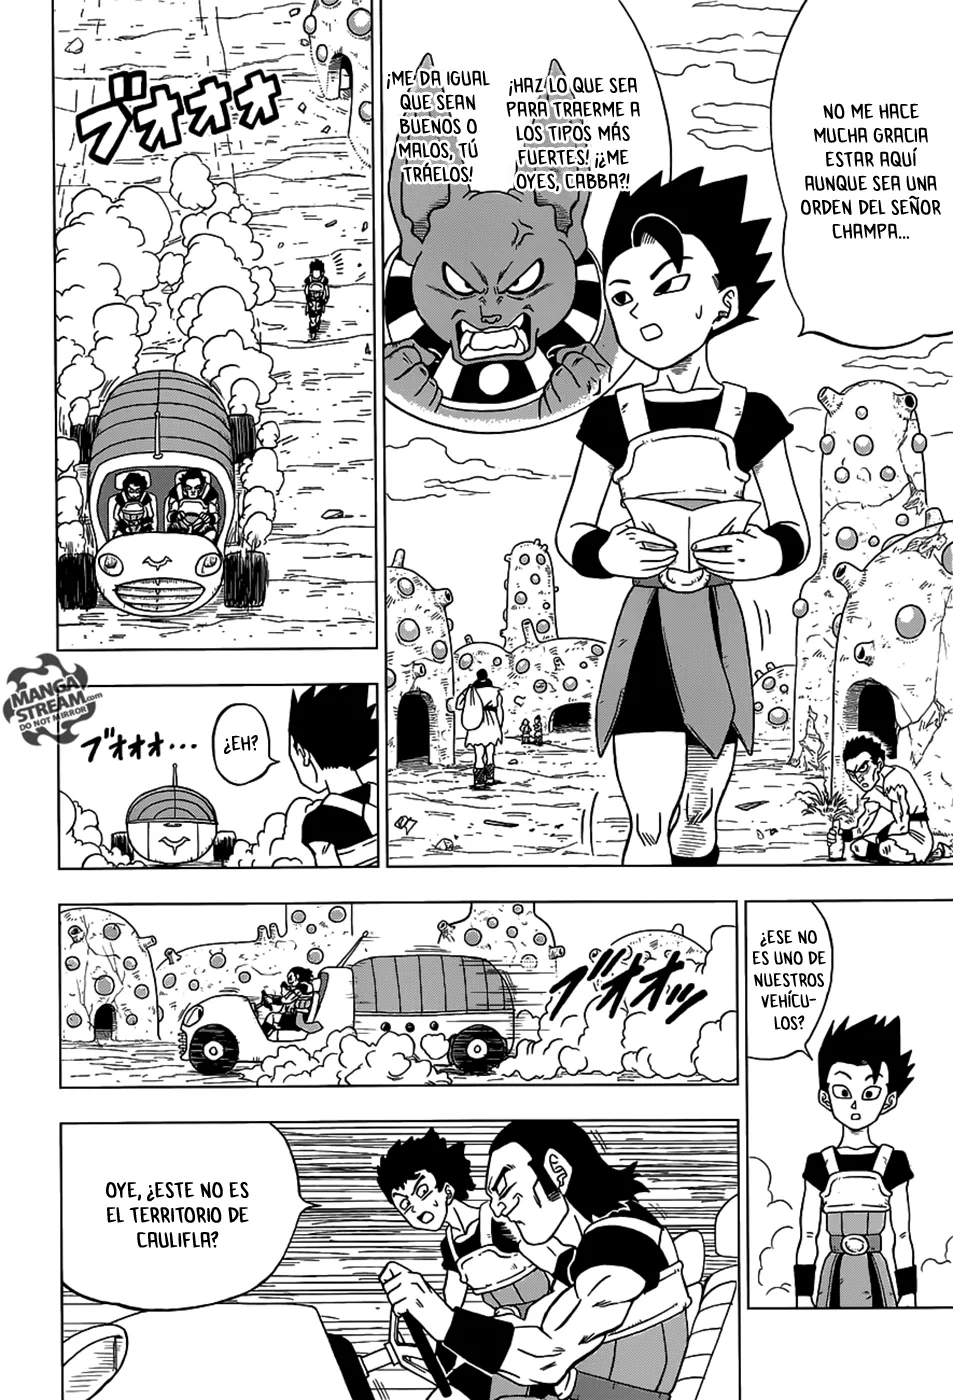 NO ME HACE
MUCHA GRACIA
ESTAR AQUÍ
AUNQUE SEA UNA
ORDEN DEL SEÑOR
CHAMPA...
¡HAZ LO QUE SEA
PARA TRAERME A
LOS TIPOS MÁS
FUERTES! ¡¿ME
OYES, CABBA?!
¡ME DA IGUAL
QUE SEAN
BUENOS O
MALOS, TÚ
TRÁELOS!
ブオオオ
MANGA
STREAM.com
DO NOT MIRROR
ブオオオ...
¿EH?
¿ESE NO
ES UNO DE
NUESTROS
VEHÍCU-
LOS?
ブオオオッ
OYE, ¿ESTE NO ES
EL TERRITORIO DE
CAULIFLA?